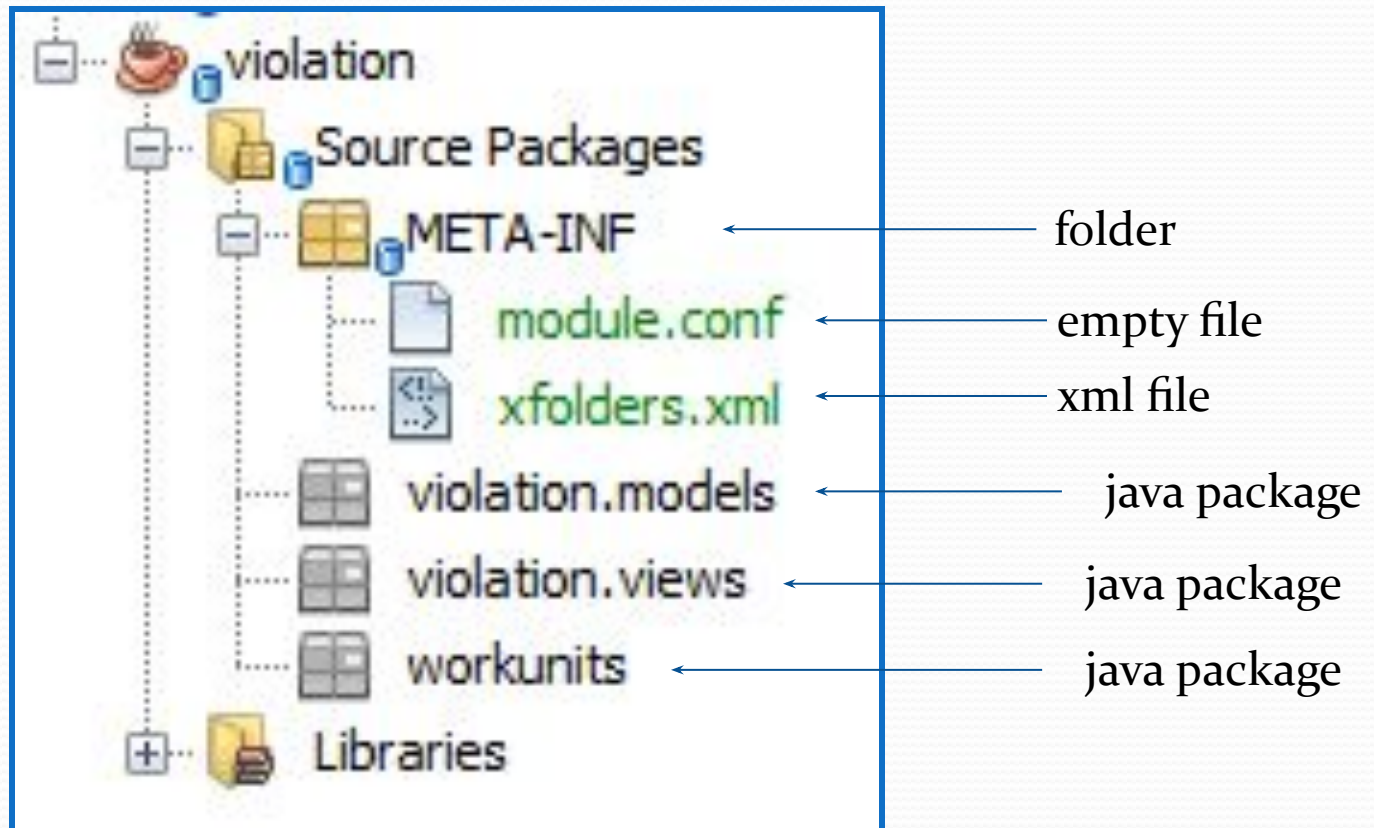 violation
Source Packages
META-INF
folder
module.conf
empty file
xfolders.xml
xml file
violation.models
java package
violation.views
java package
workunits
java package
Libraries